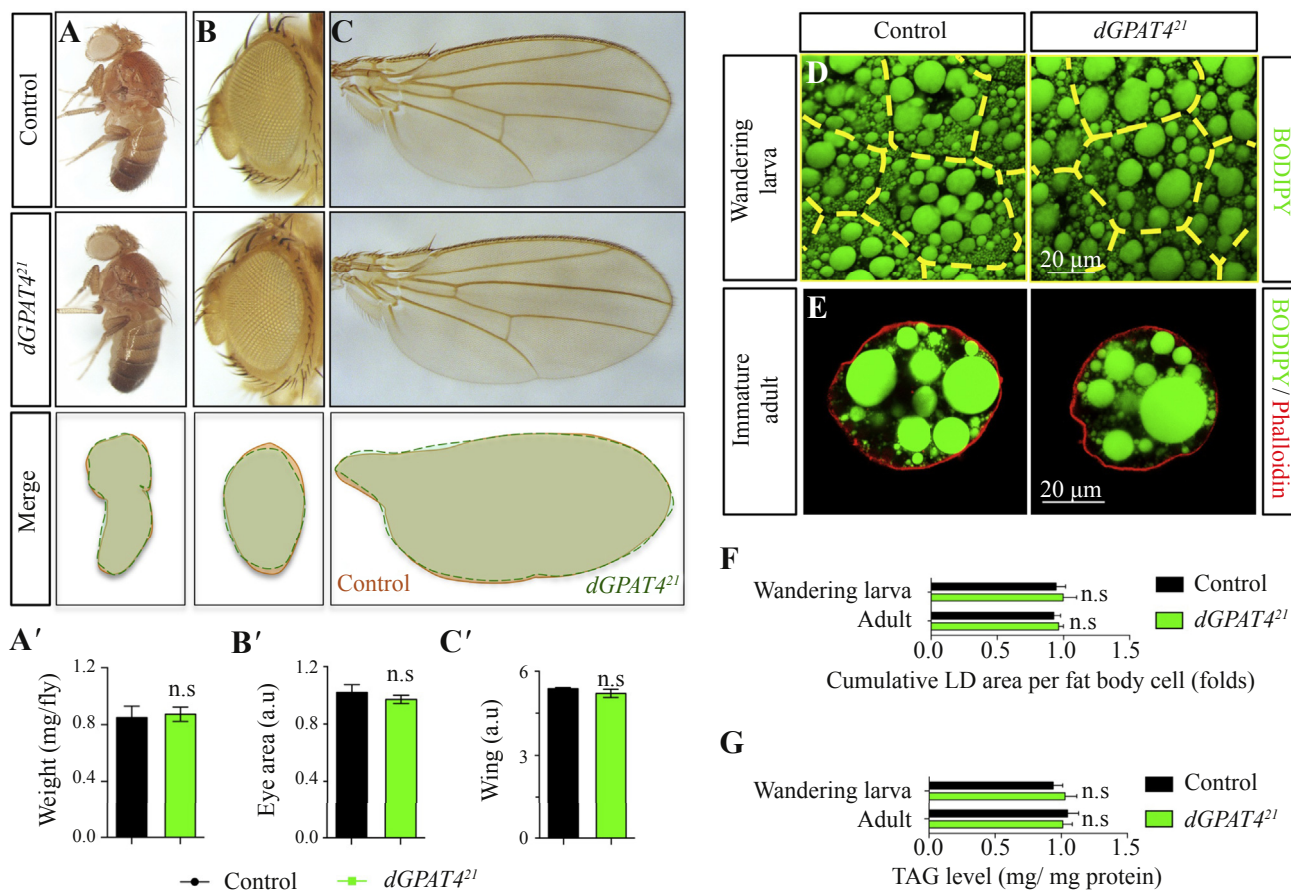 A
B
C
Control
dGPAT4²¹
Merge
Control
dGPAT4²¹
Control
dGPAT4²¹
D
Wandering
larva
20 µm
BODIPY
E
Immature
adult
20 µm
BODIPY / Phalloidin
A′
Weight (mg/fly)
1.2
0.8
0.4
0.0
n.s
B′
Eye area (a.u)
1.2
0.8
0.4
0.0
n.s
C′
Wing (a.u)
6
3
0
n.s
Control
dGPAT4²¹
F
Wandering larva
n.s
Adult
n.s
Control
dGPAT4²¹
0.0 0.5 1.0 1.5
Cumulative LD area per fat body cell (folds)
G
Wandering larva
n.s
Adult
n.s
Control
dGPAT4²¹
0.0 0.5 1.0 1.5
TAG level (mg/ mg protein)